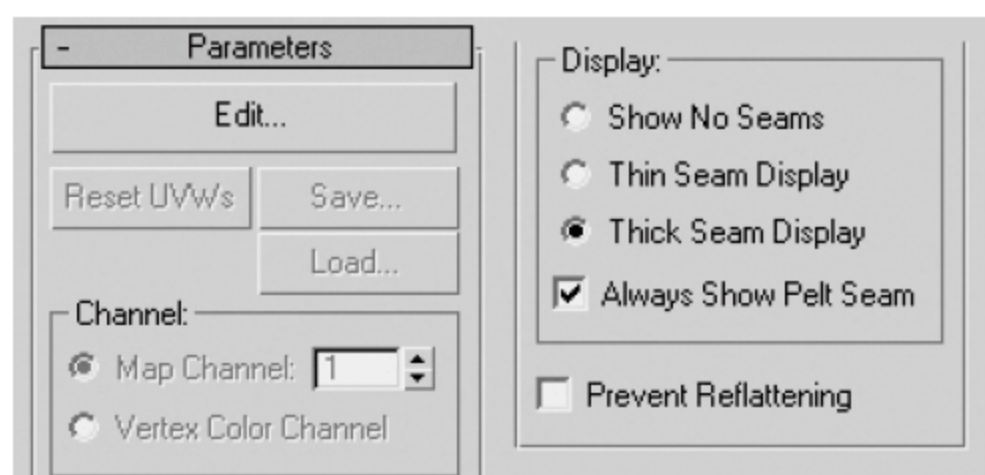 - Parameters
Edit...
Reset UVW's Save...
Load...
Channel:
Map Channel: 1
Vertex Color Channel
Display:
Show No Seams
Thin Seam Display
Thick Seam Display
Always Show Pelt Seam
Prevent Reflattening